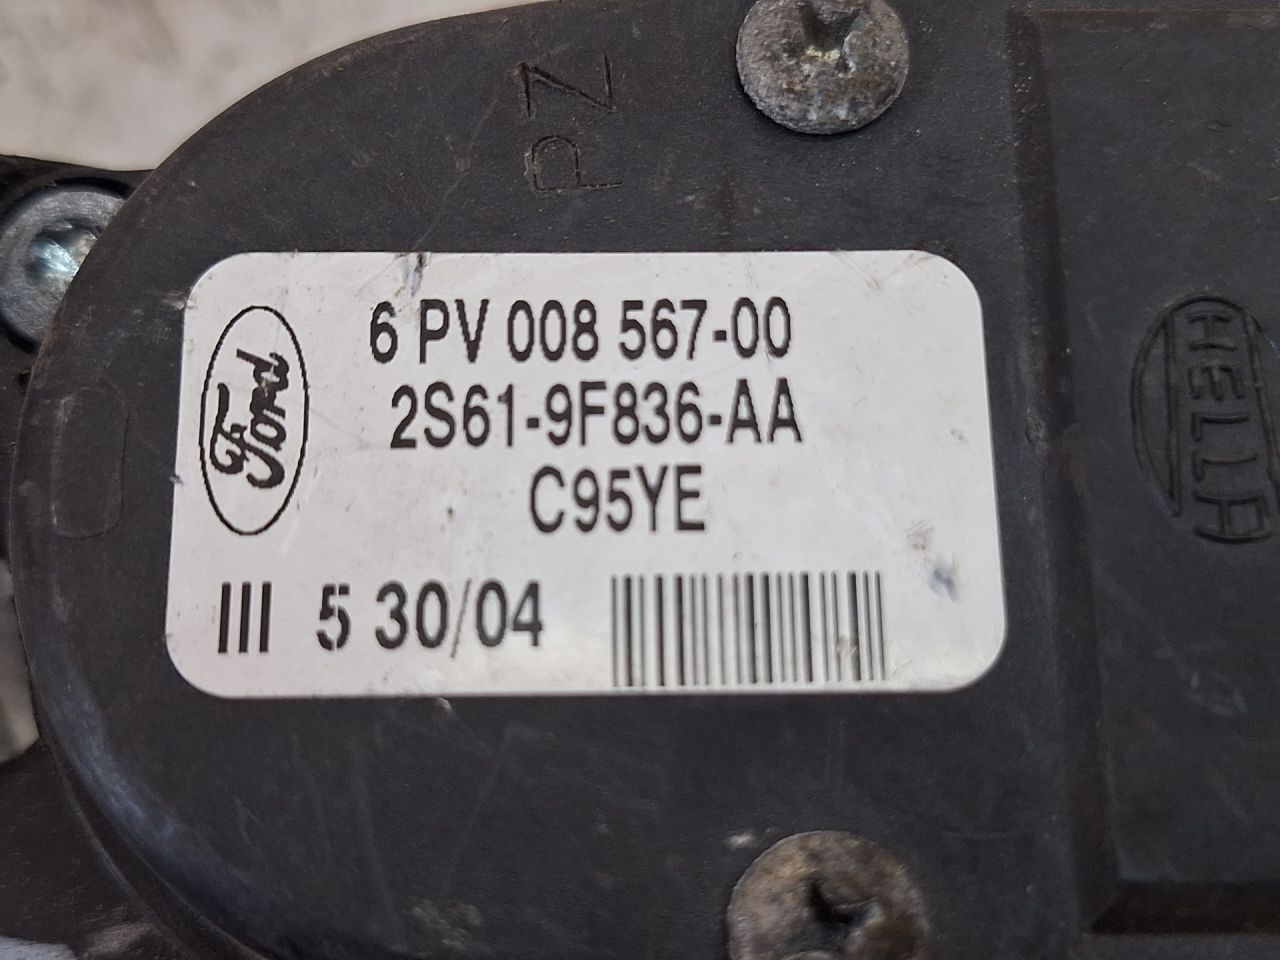 PZ
Ford
6 PV 008 567-00
2S61-9F836-AA
C95YE
III 5 30/04
HELLA